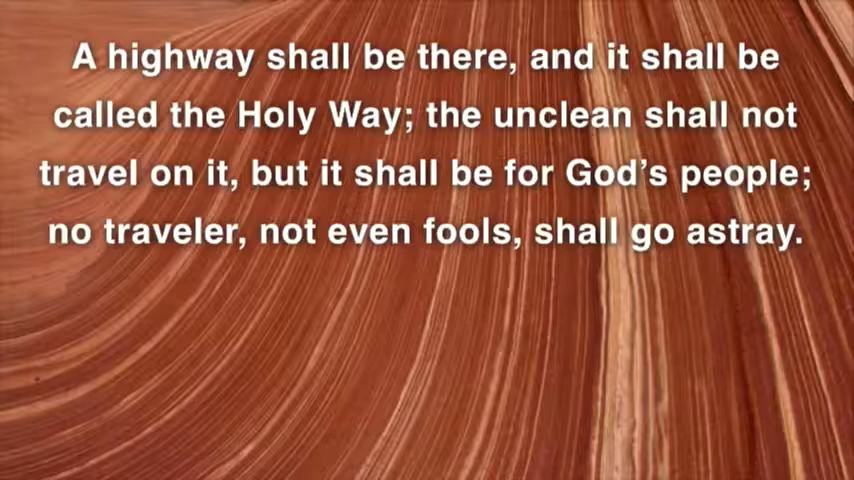 A highway shall be there, and it shall be
called the Holy Way; the unclean shall not
travel on it, but it shall be for God’s people;
no traveler, not even fools, shall go astray.